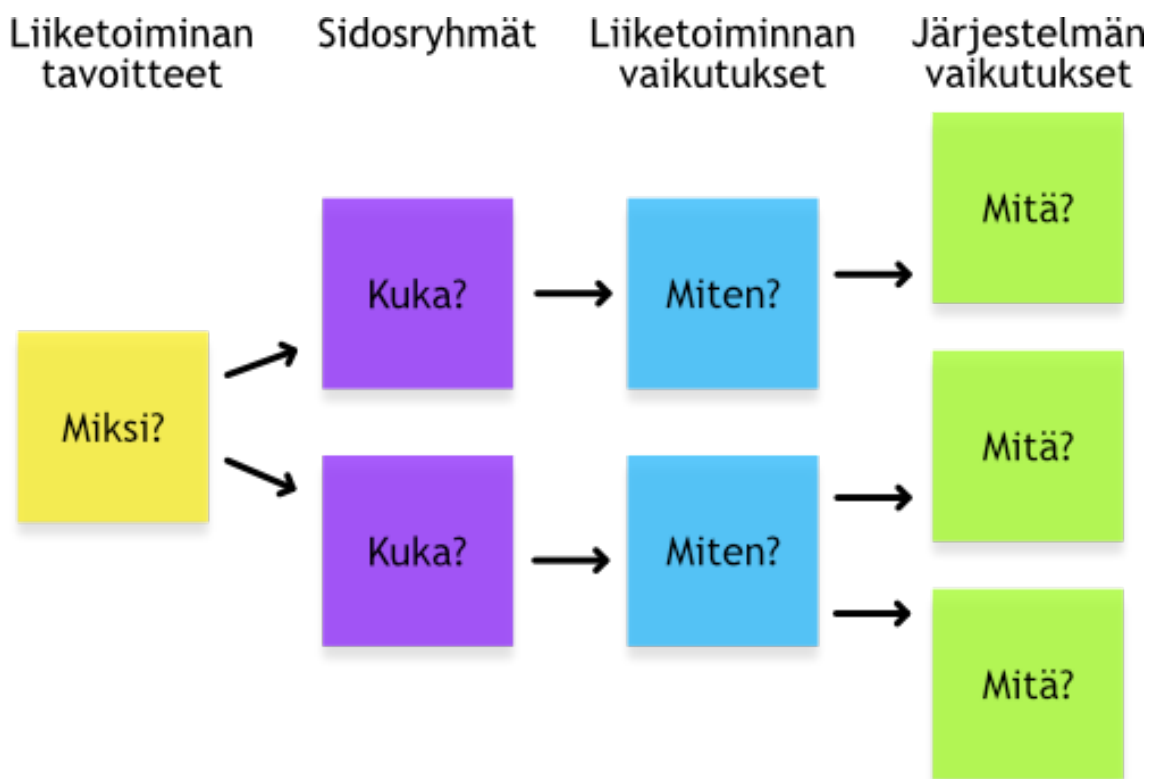 Liiketoiminan
tavoitteet
Sidosryhmät
Liiketoiminnan
vaikutukset
Järjestelmän
vaikutukset
Miksi?
Kuka?
Miten?
Mitä?
Mitä?
Kuka?
Miten?
Mitä?